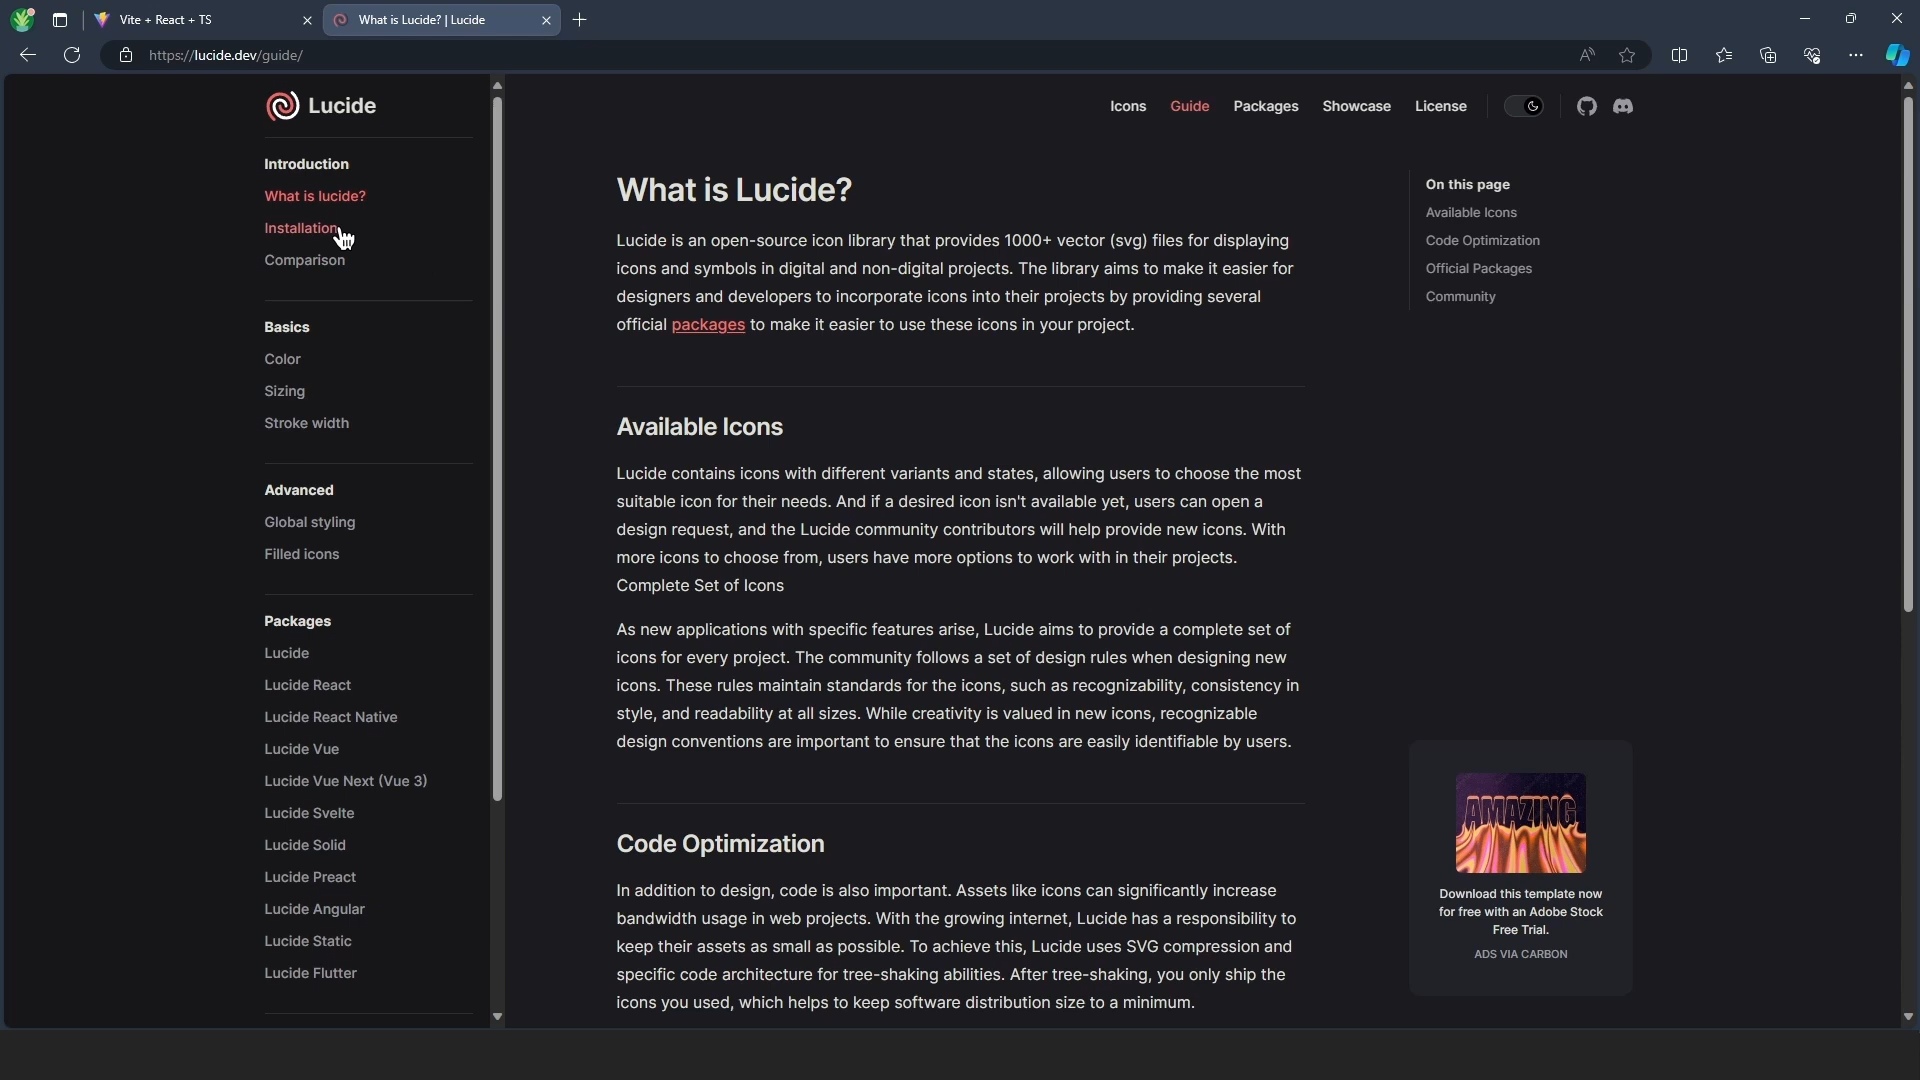 Vite + React + TS
What is Lucide? | Lucide
https://lucide.dev/guide/
Lucide
Introduction
What is lucide?
Installation
Comparison
Basics
Color
Sizing
Stroke width
Advanced
Global styling
Filled icons
Packages
Lucide
Lucide React
Lucide React Native
Lucide Vue
Lucide Vue Next (Vue 3)
Lucide Svelte
Lucide Solid
Lucide Preact
Lucide Angular
Lucide Static
Lucide Flutter
Icons
Guide
Packages
Showcase
License
What is Lucide?
Lucide is an open-source icon library that provides 1000+ vector (svg) files for displaying
icons and symbols in digital and non-digital projects. The library aims to make it easier for
designers and developers to incorporate icons into their projects by providing several
official packages to make it easier to use these icons in your project.
Available Icons
Lucide contains icons with different variants and states, allowing users to choose the most
suitable icon for their needs. And if a desired icon isn't available yet, users can open a
design request, and the Lucide community contributors will help provide new icons. With
more icons to choose from, users have more options to work with in their projects.
Complete Set of Icons
As new applications with specific features arise, Lucide aims to provide a complete set of
icons for every project. The community follows a set of design rules when designing new
icons. These rules maintain standards for the icons, such as recognizability, consistency in
style, and readability at all sizes. While creativity is valued in new icons, recognizable
design conventions are important to ensure that the icons are easily identifiable by users.
Code Optimization
In addition to design, code is also important. Assets like icons can significantly increase
bandwidth usage in web projects. With the growing internet, Lucide has a responsibility to
keep their assets as small as possible. To achieve this, Lucide uses SVG compression and
specific code architecture for tree-shaking abilities. After tree-shaking, you only ship the
icons you used, which helps to keep software distribution size to a minimum.
On this page
Available Icons
Code Optimization
Official Packages
Community
AMAZING
Download this template now
for free with an Adobe Stock
Free Trial.
ADS VIA CARBON